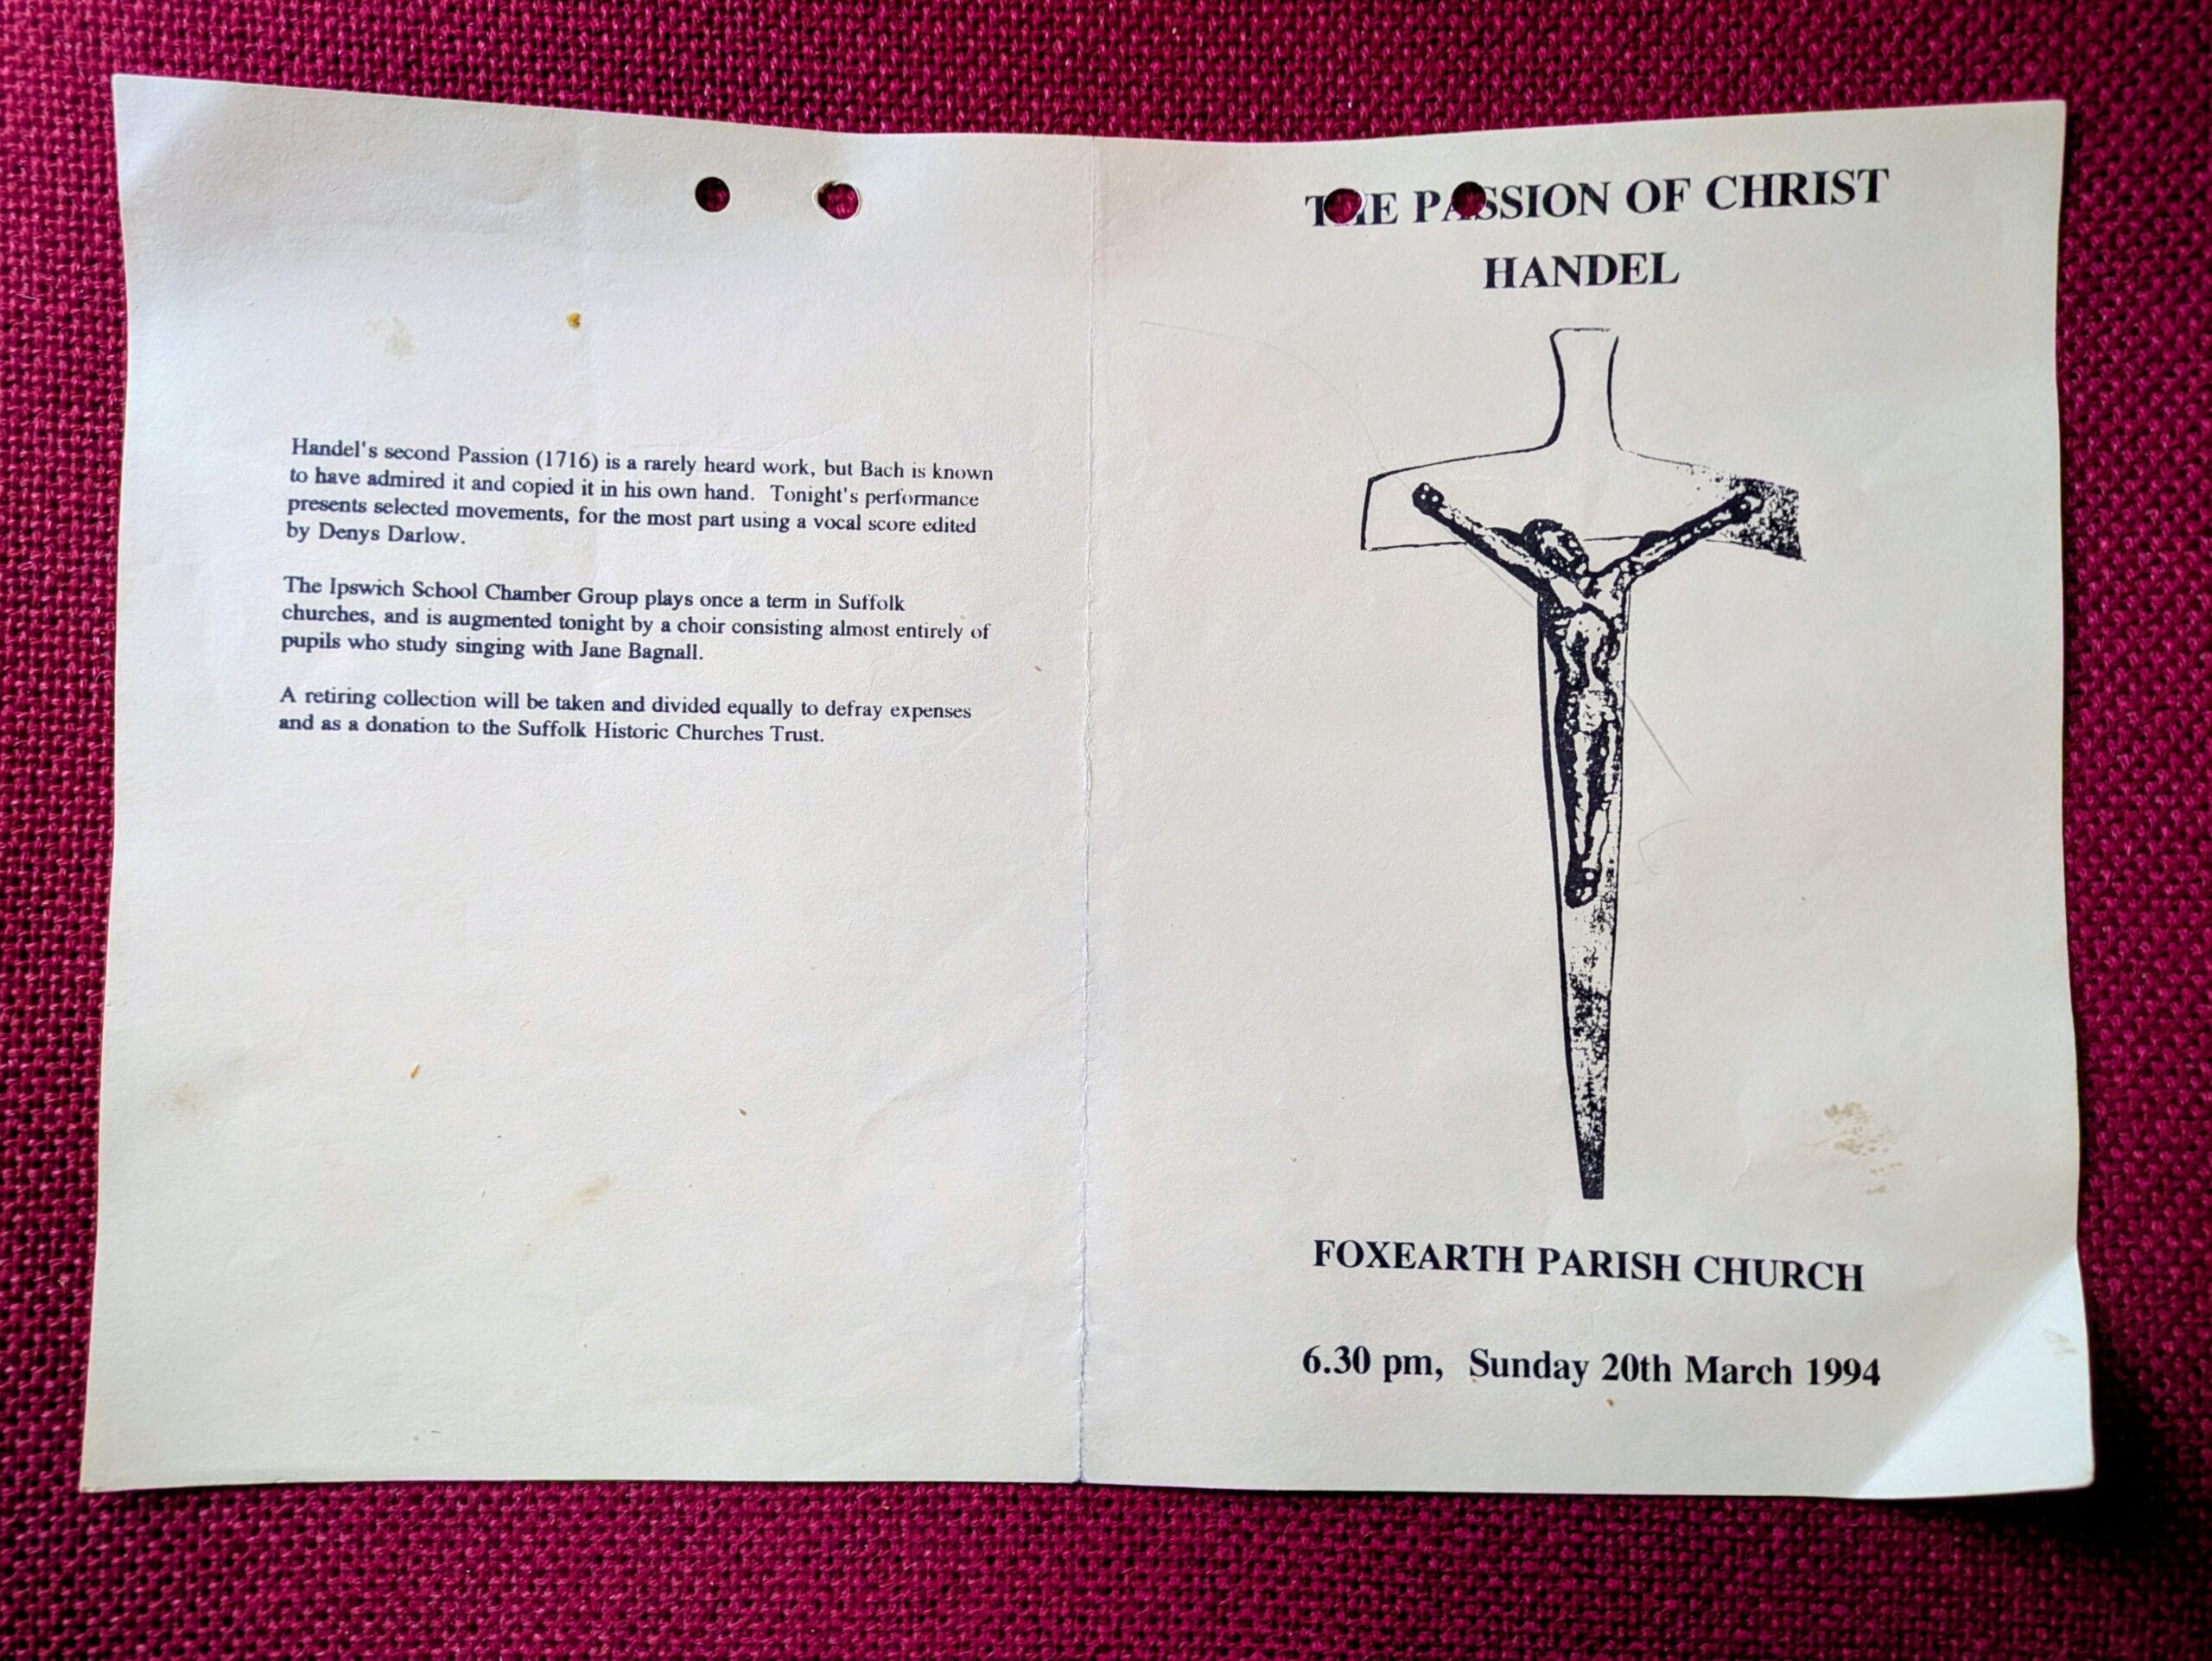 Handel's second Passion (1716) is a rarely heard work, but Bach is known
to have admired it and copied it in his own hand. Tonight's performance
presents selected movements, for the most part using a vocal score edited
by Denys Darlow.
The Ipswich School Chamber Group plays once a term in Suffolk
churches, and is augmented tonight by a choir consisting almost entirely of
pupils who study singing with Jane Bagnall.
A retiring collection will be taken and divided equally to defray expenses
and as a donation to the Suffolk Historic Churches Trust.
THE PASSION OF CHRIST
HANDEL
FOXEARTH PARISH CHURCH
6.30 pm, Sunday 20th March 1994